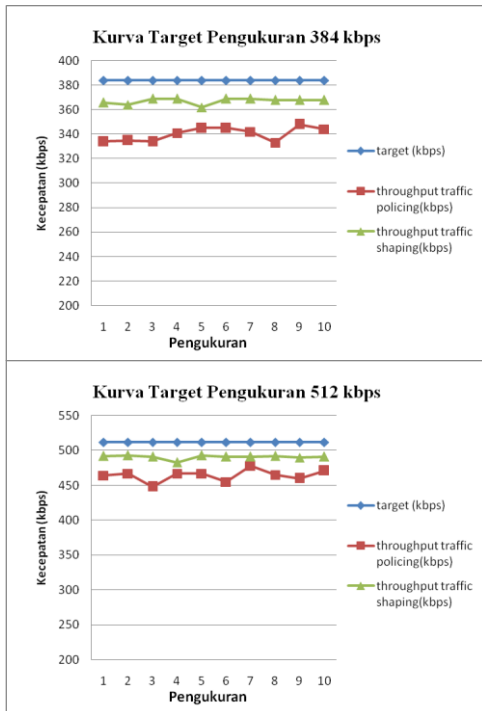 Kurva Target Pengukuran 384 kbps
400
380
360
340
320
300
280
260
240
220
200
Kecepatan (kbps)
1 2 3 4 5 6 7 8 9 10
Pengukuran
target (kbps)
throughput traffic
policing(kbps)
throughput traffic
shaping(kbps)
Kurva Target Pengukuran 512 kbps
550
500
450
400
350
300
250
200
Kecepatan (kbps)
1 2 3 4 5 6 7 8 9 10
Pengukuran
target (kbps)
throughput traffic
policing(kbps)
throughput traffic
shaping(kbps)